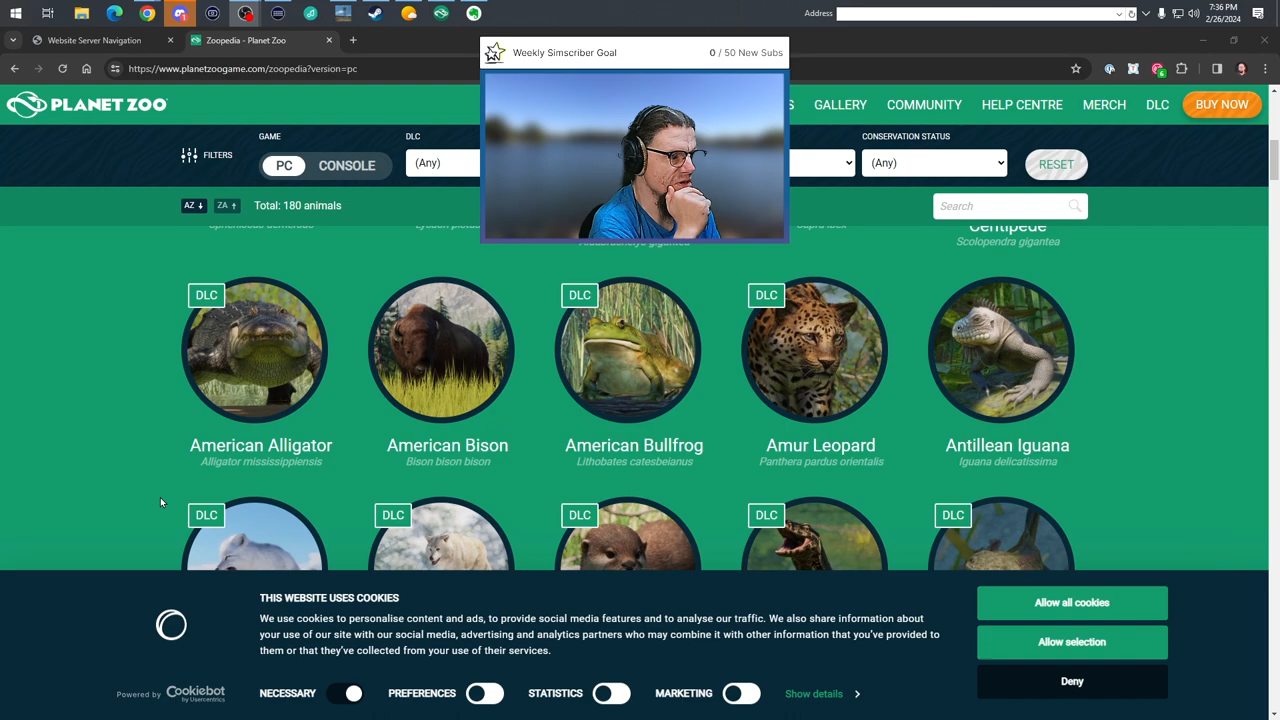 Address
7:36 PM
2/6/2024
Website Server Navigation
Zoopedia - Planet Zoo
https://www.planetzoogame.com/zoopedia?version=pc
Weekly Simscriber Goal
0 / 50 New Subs
PLANET ZOO
GALLERY
COMMUNITY
HELP CENTRE
MERCH
DLC
BUY NOW
FILTERS
GAME
PC
CONSOLE
DLC
(Any)
CONSERVATION STATUS
(Any)
RESET
AZ
ZA
Total: 180 animals
Search
Centipede
Scolopendra gigantea
DLC
DLC
DLC
American Alligator
Alligator mississippiensis
American Bison
Bison bison bison
American Bullfrog
Lithobates catesbeianus
Amur Leopard
Panthera pardus orientalis
Antillean Iguana
Iguana delicatissima
DLC
DLC
DLC
DLC
DLC
THIS WEBSITE USES COOKIES
We use cookies to personalise content and ads, to provide social media features and to analyse our traffic. We also share information about
your use of our site with our social media, advertising and analytics partners who may combine it with other information that you've provided to
them or that they've collected from your use of their services.
Allow all cookies
Allow selection
Deny
Powered by Cookiebot
by Usercentrics
NECESSARY
PREFERENCES
STATISTICS
MARKETING
Show details